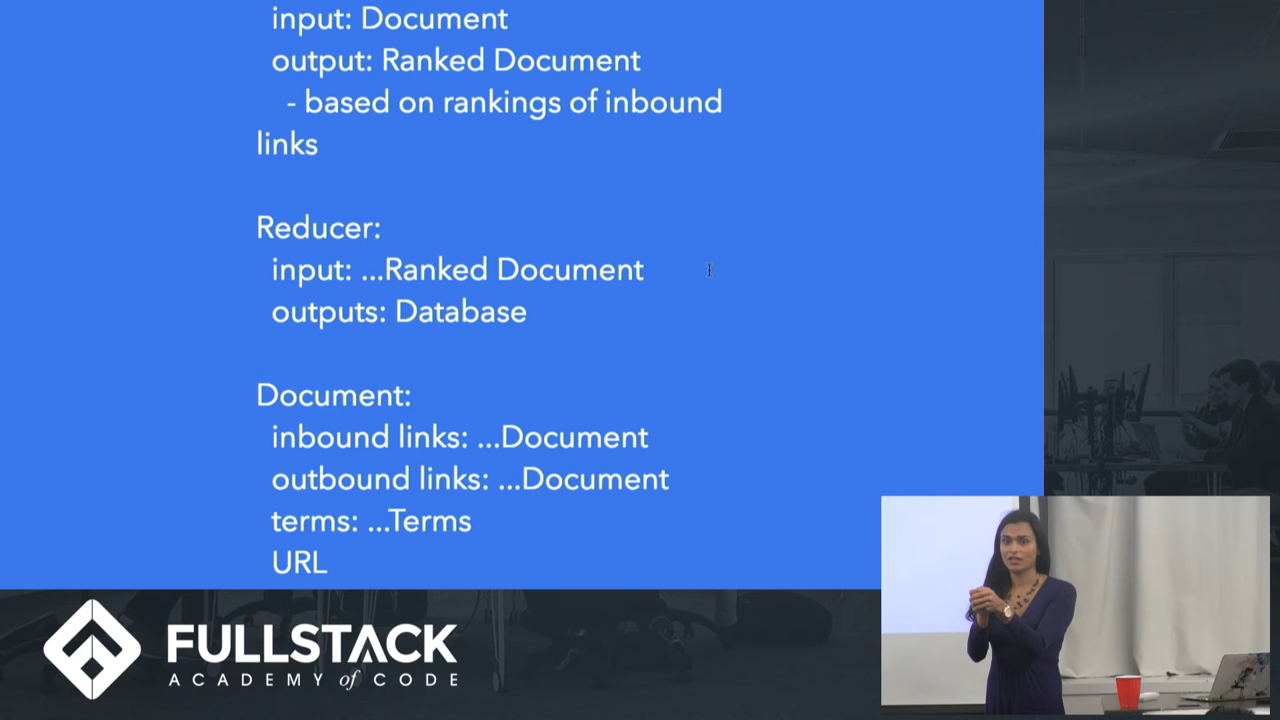 input: Document
output: Ranked Document
- based on rankings of inbound
links
Reducer:
input: ...Ranked Document
outputs: Database
Document:
inbound links: ...Document
outbound links: ...Document
terms: ...Terms
URL
FULLSTACK
ACADEMY of CODE